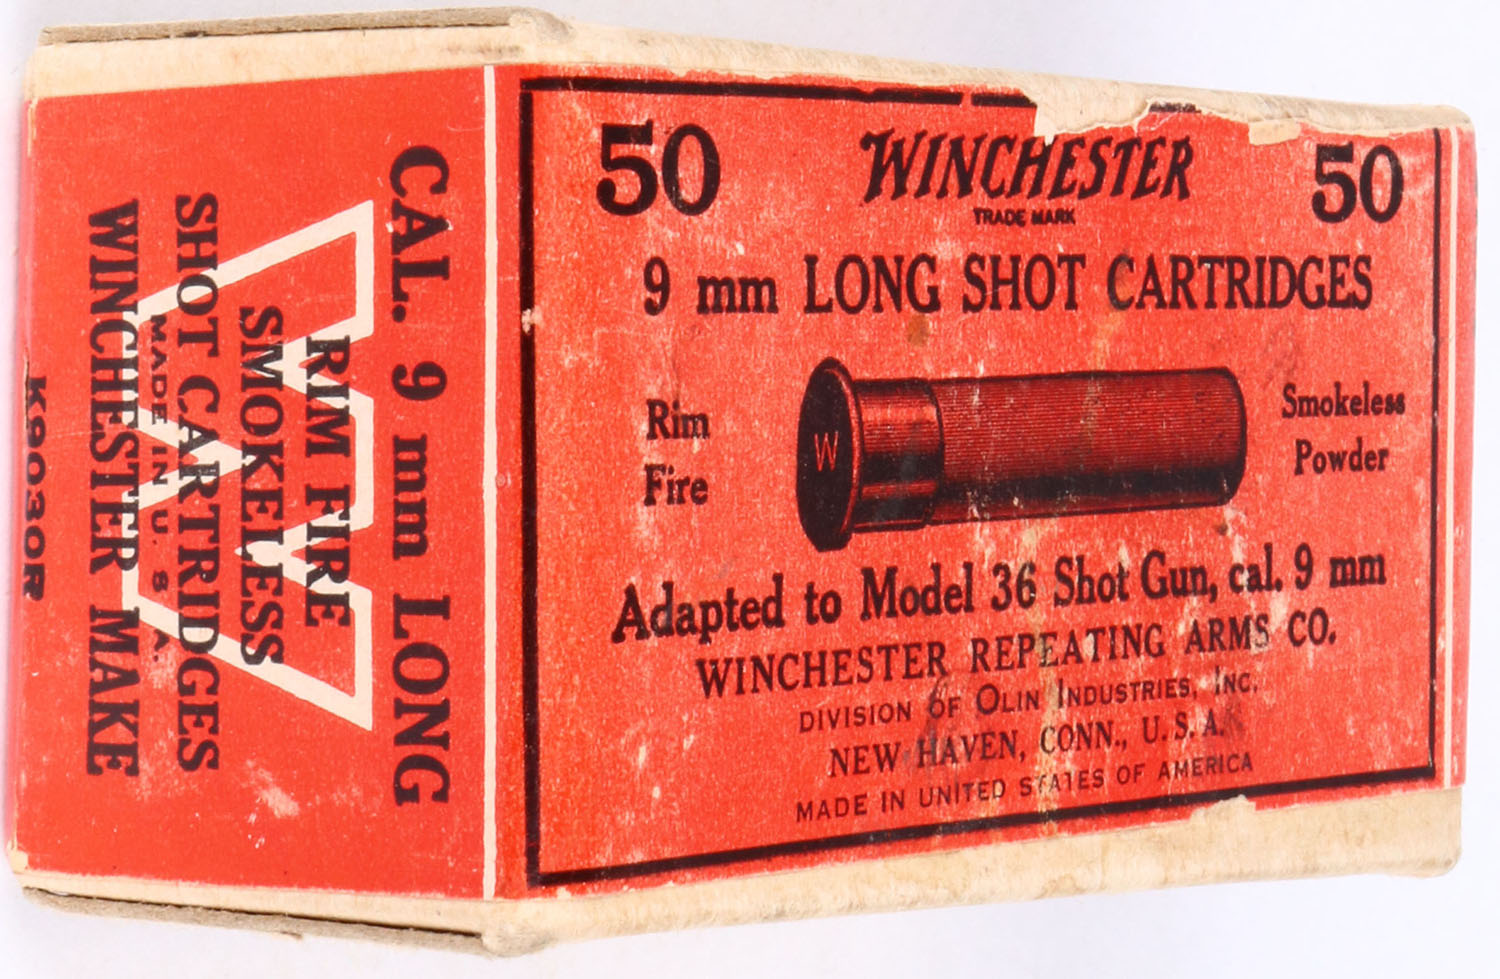 50 WINCHESTER 50
TRADE MARK
9 mm LONG SHOT CARTRIDGES
Rim
Fire
W
Smokeless
Powder
Adapted to Model 36 Shot Gun, cal. 9 mm
WINCHESTER REPEATING ARMS CO.
DIVISION OF OLIN INDUSTRIES, INC.
NEW HAVEN, CONN., U.S.A.
MADE IN UNITED STATES OF AMERICA
CAL. 9 mm LONG
RIM FIRE
SMOKELESS
SHOT CARTRIDGES
MADE IN U.S.A.
WINCHESTER MAKE
K9030R
W